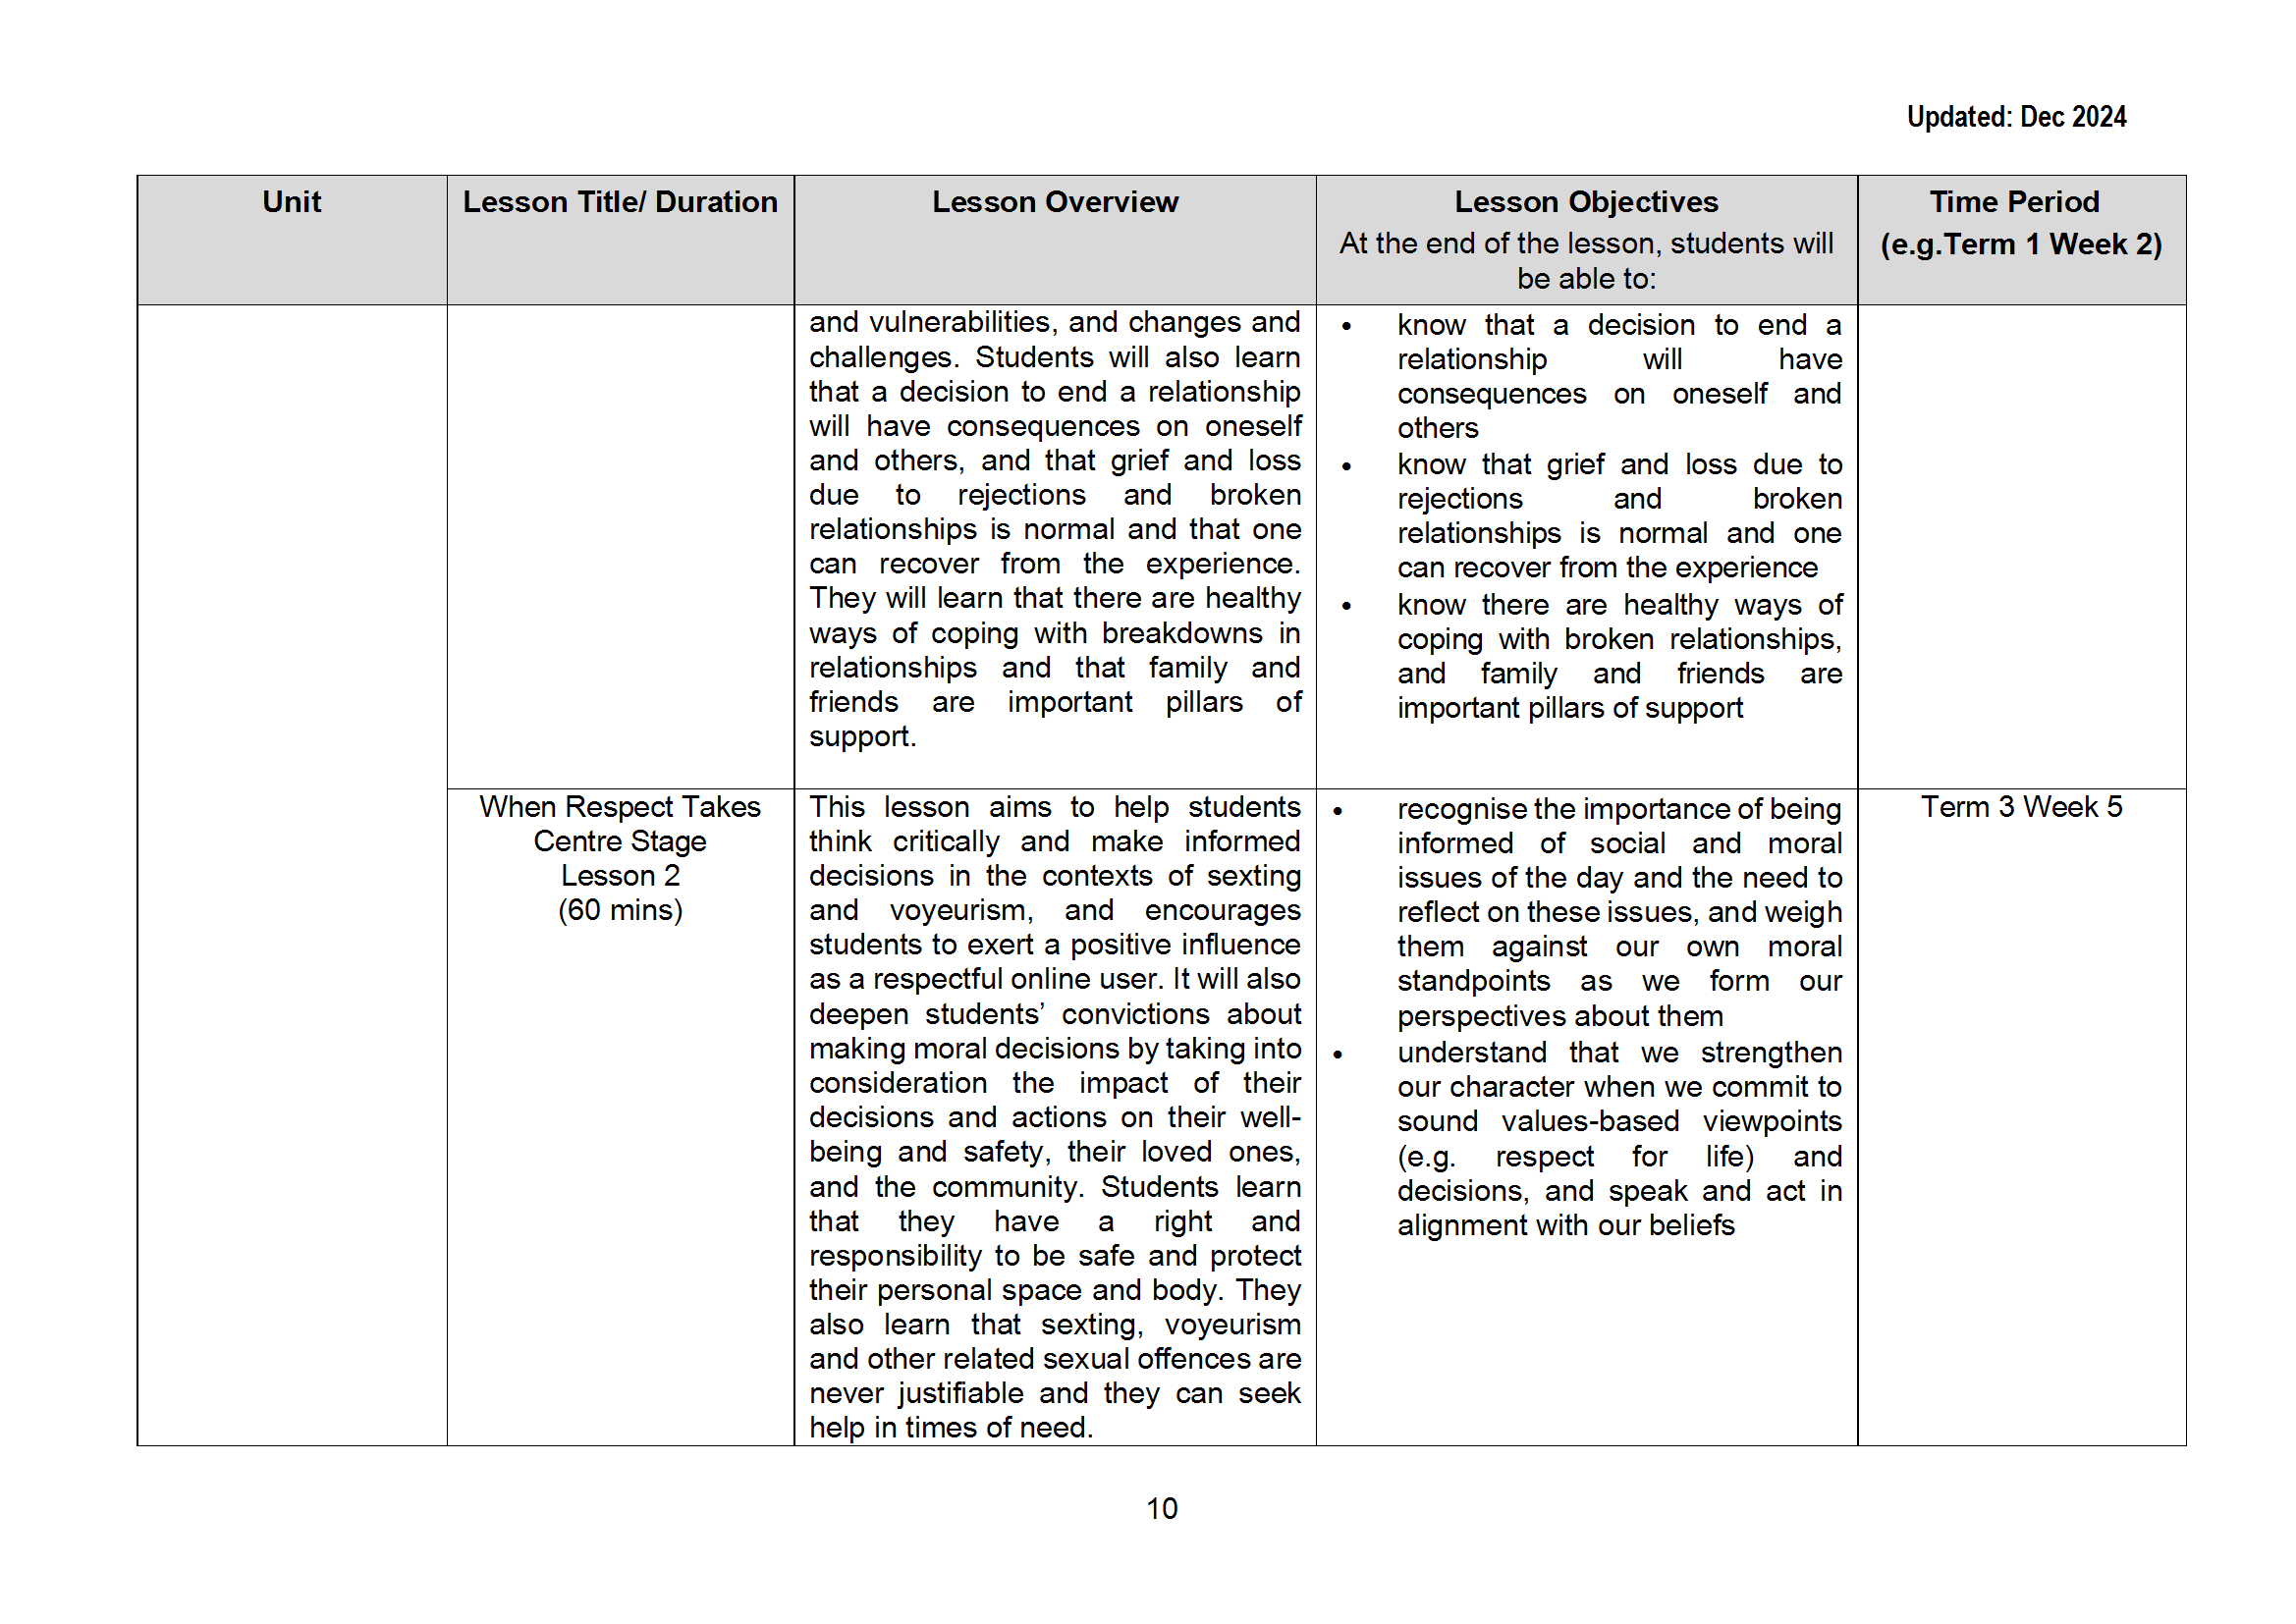 Updated: Dec 2024
Unit
Lesson Title/ Duration
Lesson Overview
Lesson Objectives
At the end of the lesson, students will
be able to:
Time Period
(e.g.Term 1 Week 2)
and vulnerabilities, and changes and
challenges. Students will also learn
that a decision to end a relationship
will have consequences on oneself
and others, and that grief and loss
due to rejections and broken
relationships is normal and that one
can recover from the experience.
They will learn that there are healthy
ways of coping with breakdowns in
relationships and that family and
friends are important pillars of
support.
• know that a decision to end a
relationship will have
consequences on oneself and
others
• know that grief and loss due to
rejections and broken
relationships is normal and one
can recover from the experience
• know there are healthy ways of
coping with broken relationships,
and family and friends are
important pillars of support
When Respect Takes
Centre Stage
Lesson 2
(60 mins)
This lesson aims to help students
think critically and make informed
decisions in the contexts of sexting
and voyeurism, and encourages
students to exert a positive influence
as a respectful online user. It will also
deepen students’ convictions about
making moral decisions by taking into
consideration the impact of their
decisions and actions on their well-
being and safety, their loved ones,
and the community. Students learn
that they have a right and
responsibility to be safe and protect
their personal space and body. They
also learn that sexting, voyeurism
and other related sexual offences are
never justifiable and they can seek
help in times of need.
• recognise the importance of being
informed of social and moral
issues of the day and the need to
reflect on these issues, and weigh
them against our own moral
standpoints as we form our
perspectives about them
• understand that we strengthen
our character when we commit to
sound values-based viewpoints
(e.g. respect for life) and
decisions, and speak and act in
alignment with our beliefs
Term 3 Week 5
10